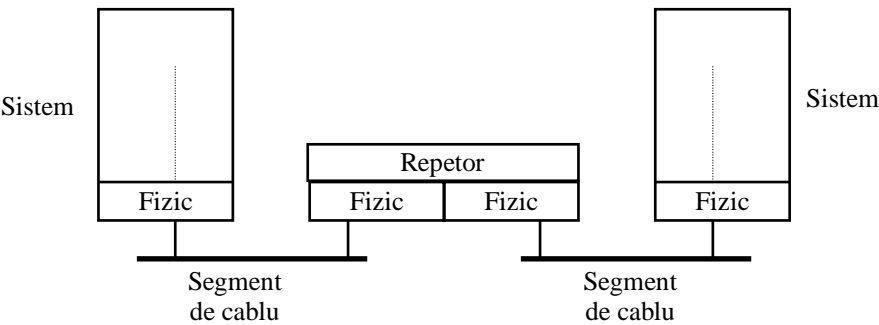 Sistem
Sistem
Repetor
Fizic
Fizic
Fizic
Fizic
Segment
de cablu
Segment
de cablu